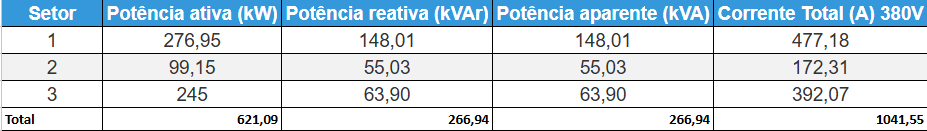 Setor Potência ativa (kW) Potência reativa (kVAr) Potência aparente (kVA) Corrente Total (A) 380V
1 276,95 148,01 148,01 477,18
2 99,15 55,03 55,03 172,31
3 245 63,90 63,90 392,07
Total 621,09 266,94 266,94 1041,55